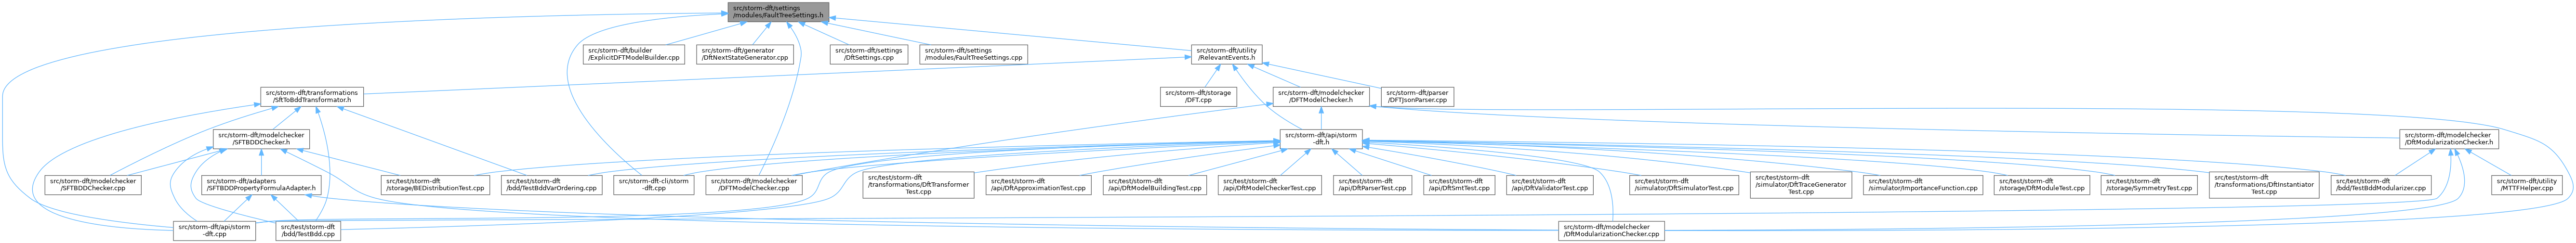 src/storm-dft/settings
/modules/FaultTreeSettings.h
src/storm-dft/builder
/ExplicitDFTModelBuilder.cpp
src/storm-dft/generator
/DftNextStateGenerator.cpp
src/storm-dft/settings
/DftSettings.cpp
src/storm-dft/settings
/modules/FaultTreeSettings.cpp
src/storm-dft/utility
/RelevantEvents.h
src/storm-dft/transformations
/SftToBddTransformator.h
src/storm-dft/storage
/DFT.cpp
src/storm-dft/modelchecker
/DFTModelChecker.h
src/storm-dft/parser
/DFTJsonParser.cpp
src/storm-dft/modelchecker
/SFTBDDChecker.h
src/storm-dft/api/storm
-dft.h
src/storm-dft/modelchecker
/DftModularizationChecker.h
src/storm-dft/modelchecker
/SFTBDDChecker.cpp
src/storm-dft/adapters
/SFTBDDPropertyFormulaAdapter.h
src/test/storm-dft
/storage/BEDistributionTest.cpp
src/test/storm-dft
/bdd/TestBddVarOrdering.cpp
src/storm-dft-cli/storm
-dft.cpp
src/storm-dft/modelchecker
/DFTModelChecker.cpp
src/test/storm-dft
/transformations/DftTransformer
Test.cpp
src/test/storm-dft
/api/DftApproximationTest.cpp
src/test/storm-dft
/api/DftModelBuildingTest.cpp
src/test/storm-dft
/api/DftModelCheckerTest.cpp
src/test/storm-dft
/api/DftParserTest.cpp
src/test/storm-dft
/api/DftSmtTest.cpp
src/test/storm-dft
/api/DftValidatorTest.cpp
src/test/storm-dft
/simulator/DftSimulatorTest.cpp
src/test/storm-dft
/simulator/DftTraceGenerator
Test.cpp
src/test/storm-dft
/simulator/ImportanceFunction.cpp
src/test/storm-dft
/storage/DftModuleTest.cpp
src/test/storm-dft
/storage/SymmetryTest.cpp
src/test/storm-dft
/transformations/DftInstantiator
Test.cpp
src/test/storm-dft
/bdd/TestBddModularizer.cpp
src/storm-dft/utility
/MTTFHelper.cpp
src/storm-dft/api/storm
-dft.cpp
src/test/storm-dft
/bdd/TestBdd.cpp
src/storm-dft/modelchecker
/DftModularizationChecker.cpp